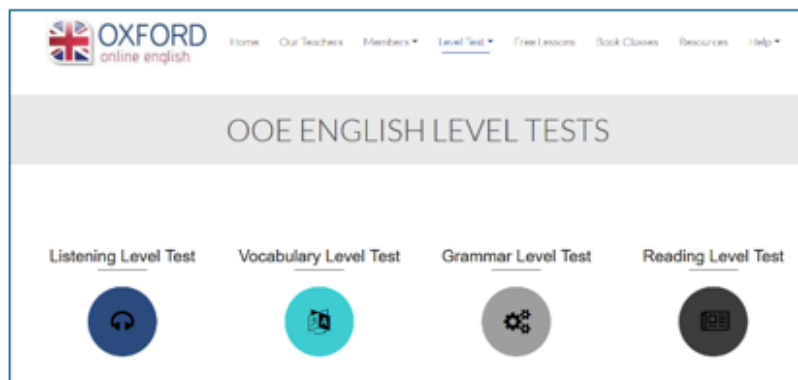 OXFORD
online english
Home Our Teachers Members Level Test Free Lessons Book Classes Resources Help
OOE ENGLISH LEVEL TESTS
Listening Level Test Vocabulary Level Test Grammar Level Test Reading Level Test